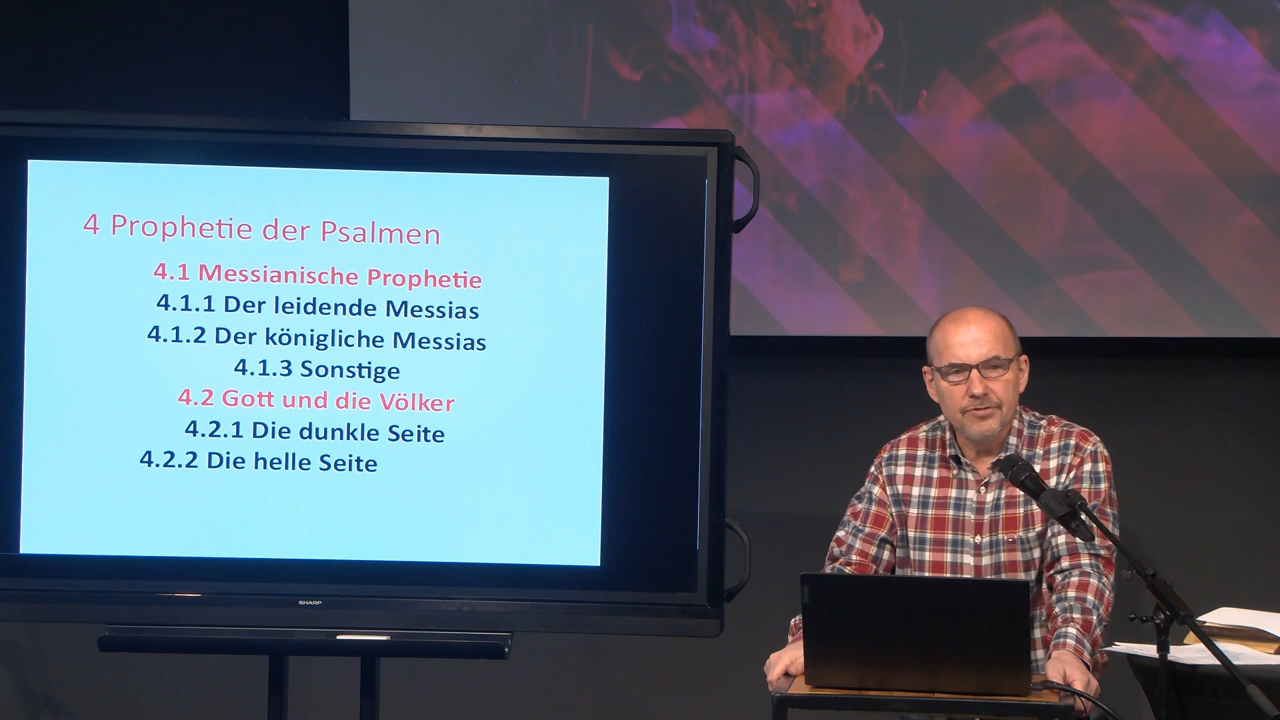 4 Prophetie der Psalmen
4.1 Messianische Prophetie
4.1.1 Der leidende Messias
4.1.2 Der königliche Messias
4.1.3 Sonstige
4.2 Gott und die Völker
4.2.1 Die dunkle Seite
4.2.2 Die helle Seite
SHARP